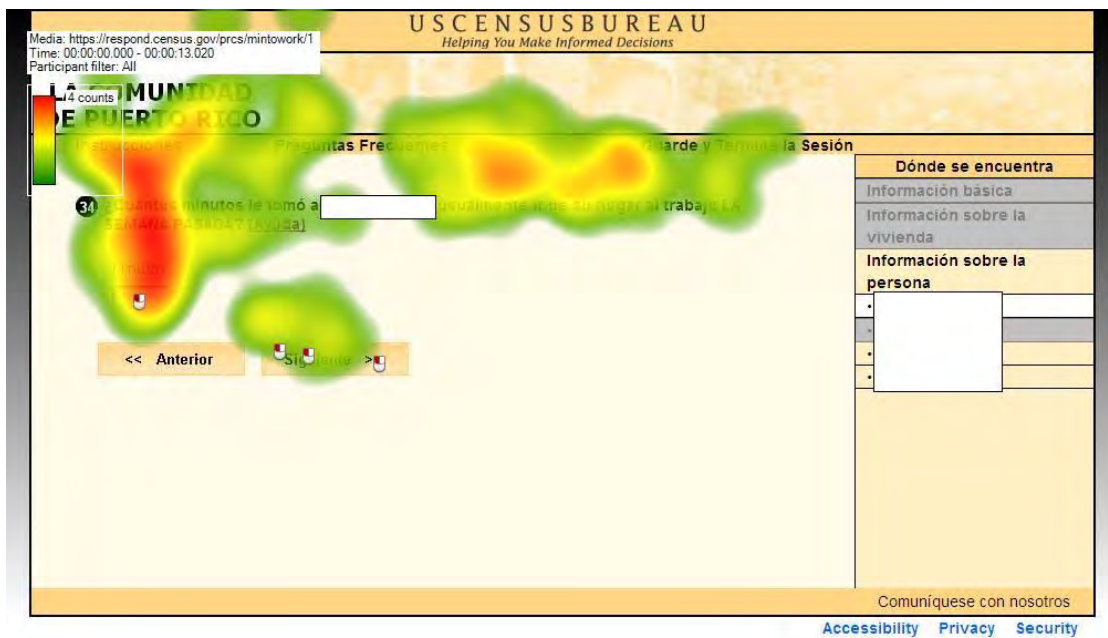 USCENSUSBUREAU
Helping You Make Informed Decisions
Media: https://respond.census.gov/prcs/mintowork/1
Time: 00:00:00.000 - 00:00:13.020
Participant filter: All
4 counts
LA COMUNIDAD
DE PUERTO RICO
Instrucciones Preguntas Frecuentes Guarde y Termine la Sesión
Dónde se encuentra
Información básica
Información sobre la
vivienda
Información sobre la
persona
34 ¿Cuántos minutos le tomó a usualmente ir de su hogar al trabajo LA
SEMANA PASADA? (Ayuda)
Minutos
<< Anterior Siguiente >>
Comuníquese con nosotros
Accessibility Privacy Security